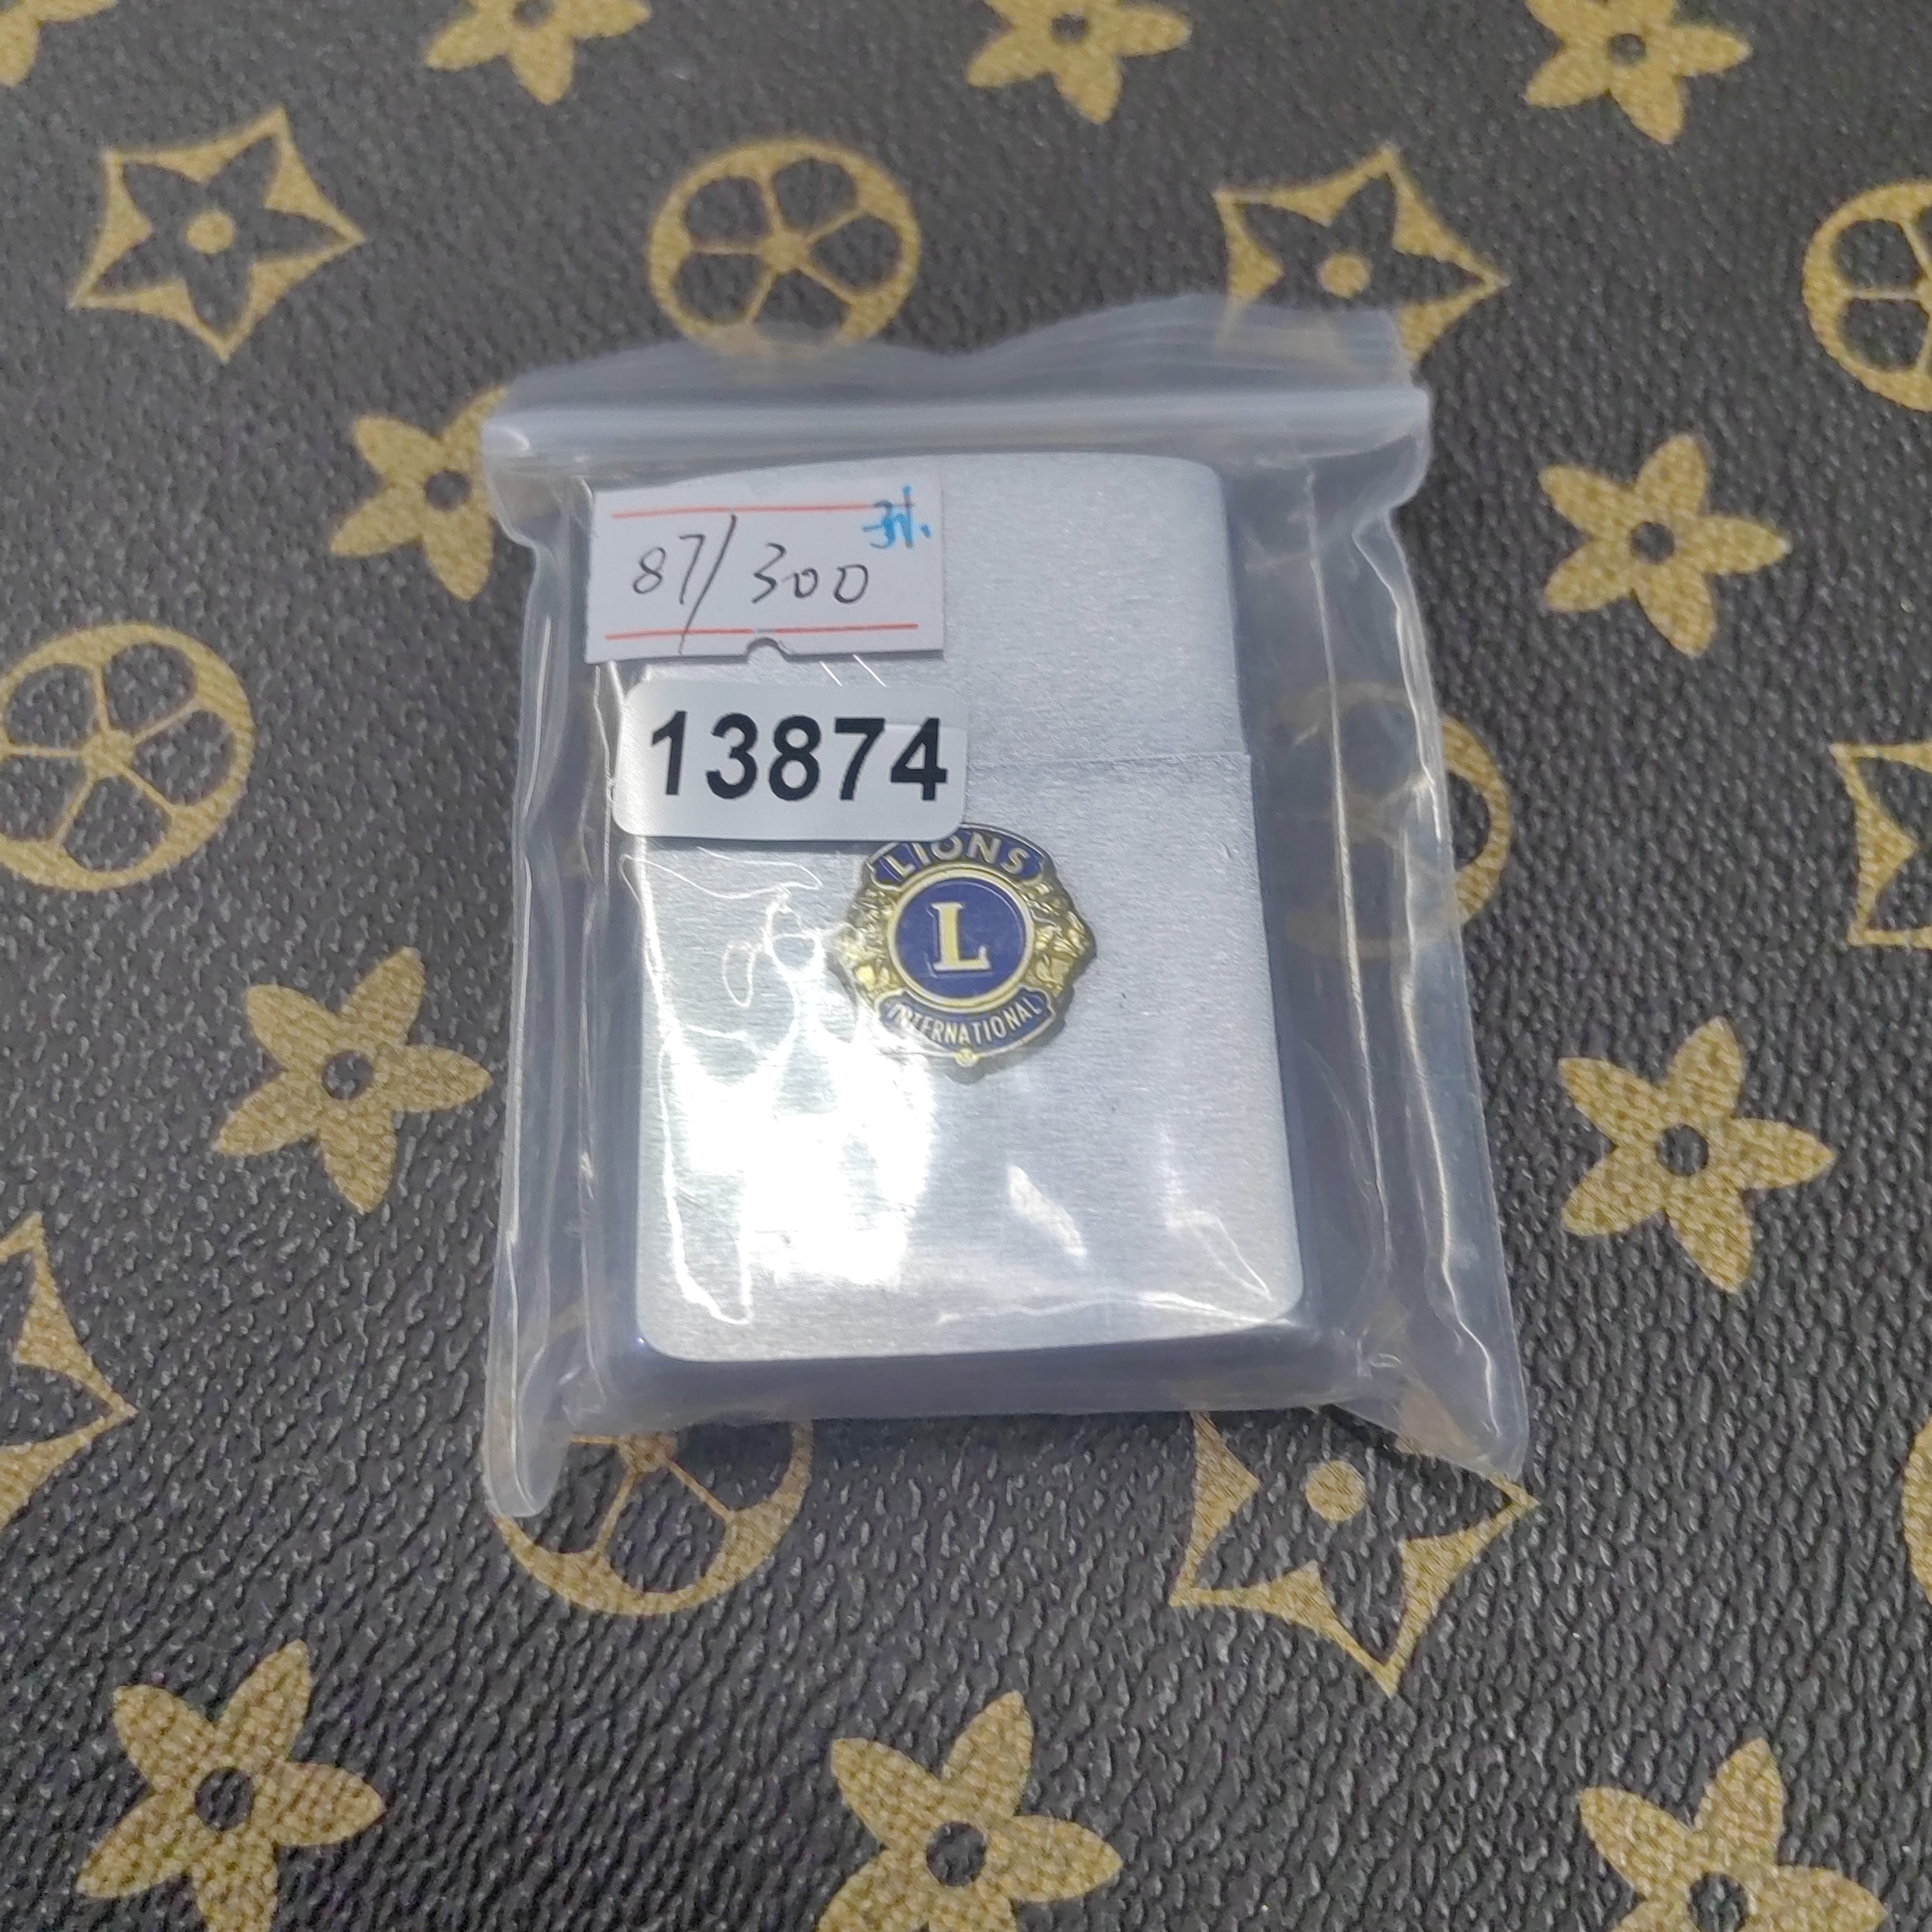 87/300
13874
LIONS
L
INTERNATIONAL